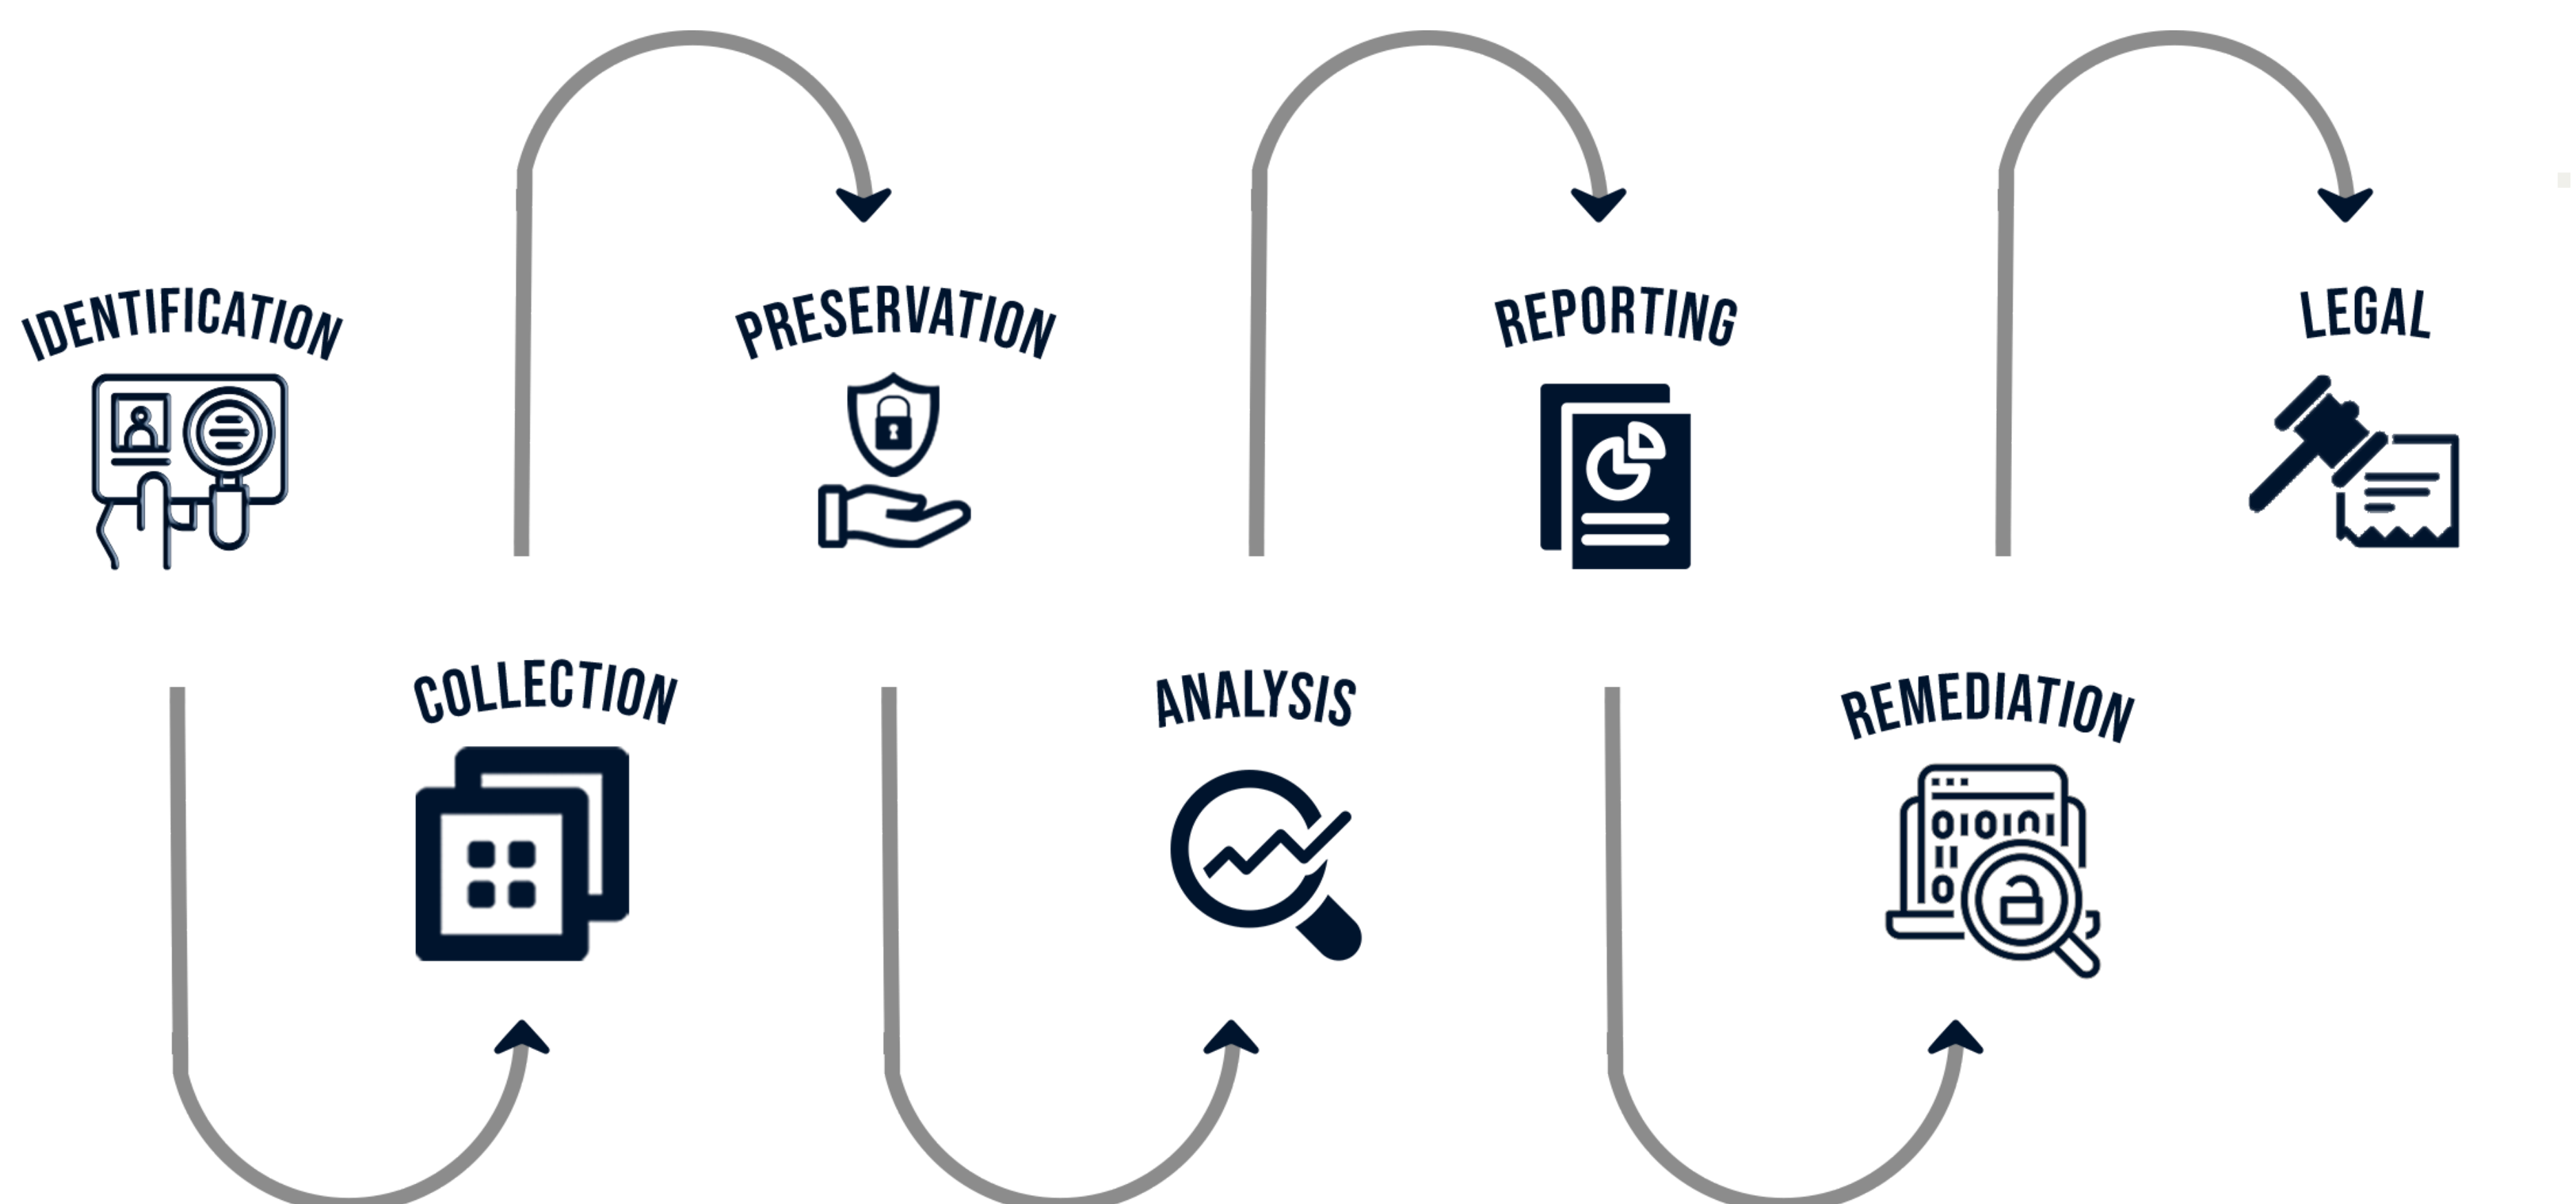 IDENTIFICATION
COLLECTION
PRESERVATION
ANALYSIS
REPORTING
REMEDIATION
LEGAL